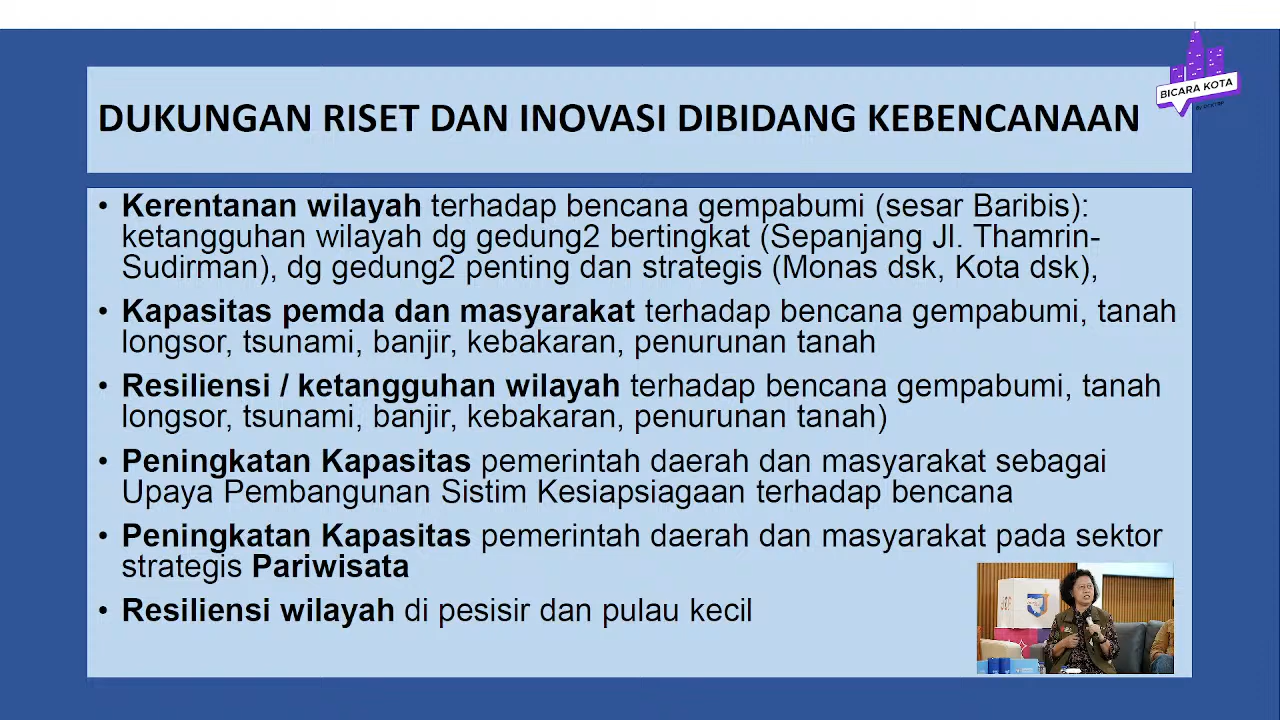 BICARA KOTA
DUKUNGAN RISET DAN INOVASI DIBIDANG KEBENCANAAN
• Kerentanan wilayah terhadap bencana gempabumi (sesar Baribis):
ketangguhan wilayah dg gedung2 bertingkat (Sepanjang Jl. Thamrin-
Sudirman), dg gedung2 penting dan strategis (Monas dsk, Kota dsk),
• Kapasitas pemda dan masyarakat terhadap bencana gempabumi, tanah
longsor, tsunami, banjir, kebakaran, penurunan tanah
• Resiliensi / ketangguhan wilayah terhadap bencana gempabumi, tanah
longsor, tsunami, banjir, kebakaran, penurunan tanah)
• Peningkatan Kapasitas pemerintah daerah dan masyarakat sebagai
Upaya Pembangunan Sistim Kesiapsiagaan terhadap bencana
• Peningkatan Kapasitas pemerintah daerah dan masyarakat pada sektor
strategis Pariwisata
• Resiliensi wilayah di pesisir dan pulau kecil